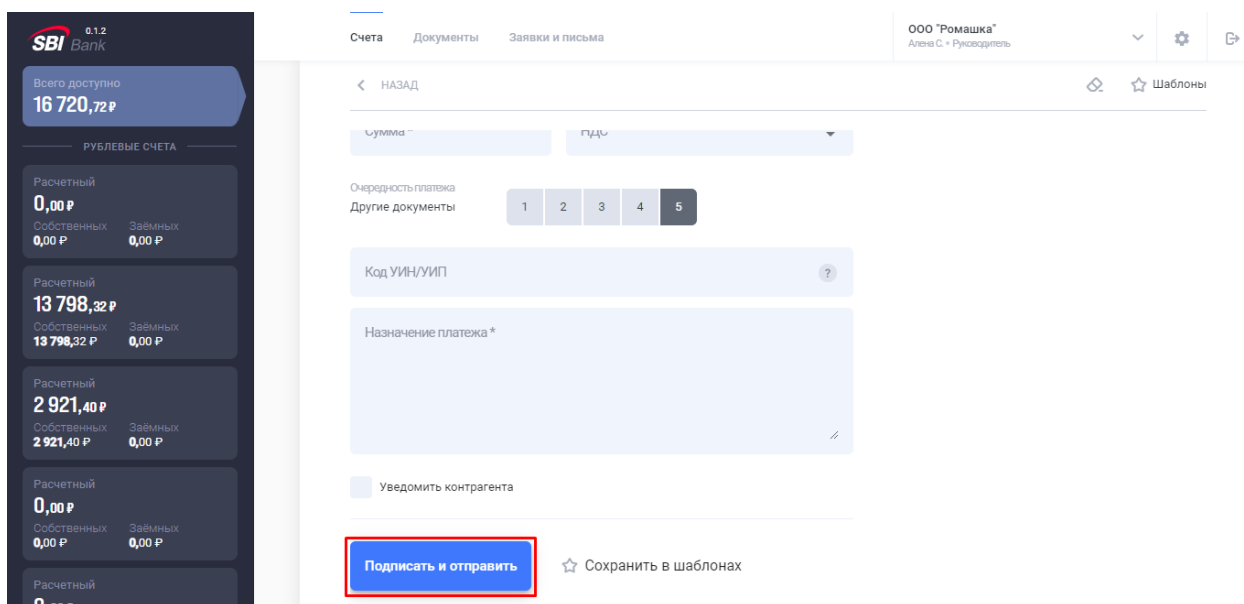 SBI Bank 0.1.2
Всего доступно
16 720,72 ₽
РУБЛЕВЫЕ СЧЕТА
Расчетный
0,00 ₽
Собственных Заёмных
0,00 ₽ 0,00 ₽
Расчетный
13 798,32 ₽
Собственных Заёмных
13 798,32 ₽ 0,00 ₽
Расчетный
2 921,40 ₽
Собственных Заёмных
2 921,40 ₽ 0,00 ₽
Расчетный
0,00 ₽
Собственных Заёмных
0,00 ₽ 0,00 ₽
Расчетный
Счета Документы Заявки и письма
ООО "Ромашка"
Алена С. • Руководитель
НАЗАД
Шаблоны
Сумма * НДС
Очередность платежа
Другие документы 1 2 3 4 5
Код УИН/УИП ?
Назначение платежа *
Уведомить контрагента
Подписать и отправить Сохранить в шаблонах